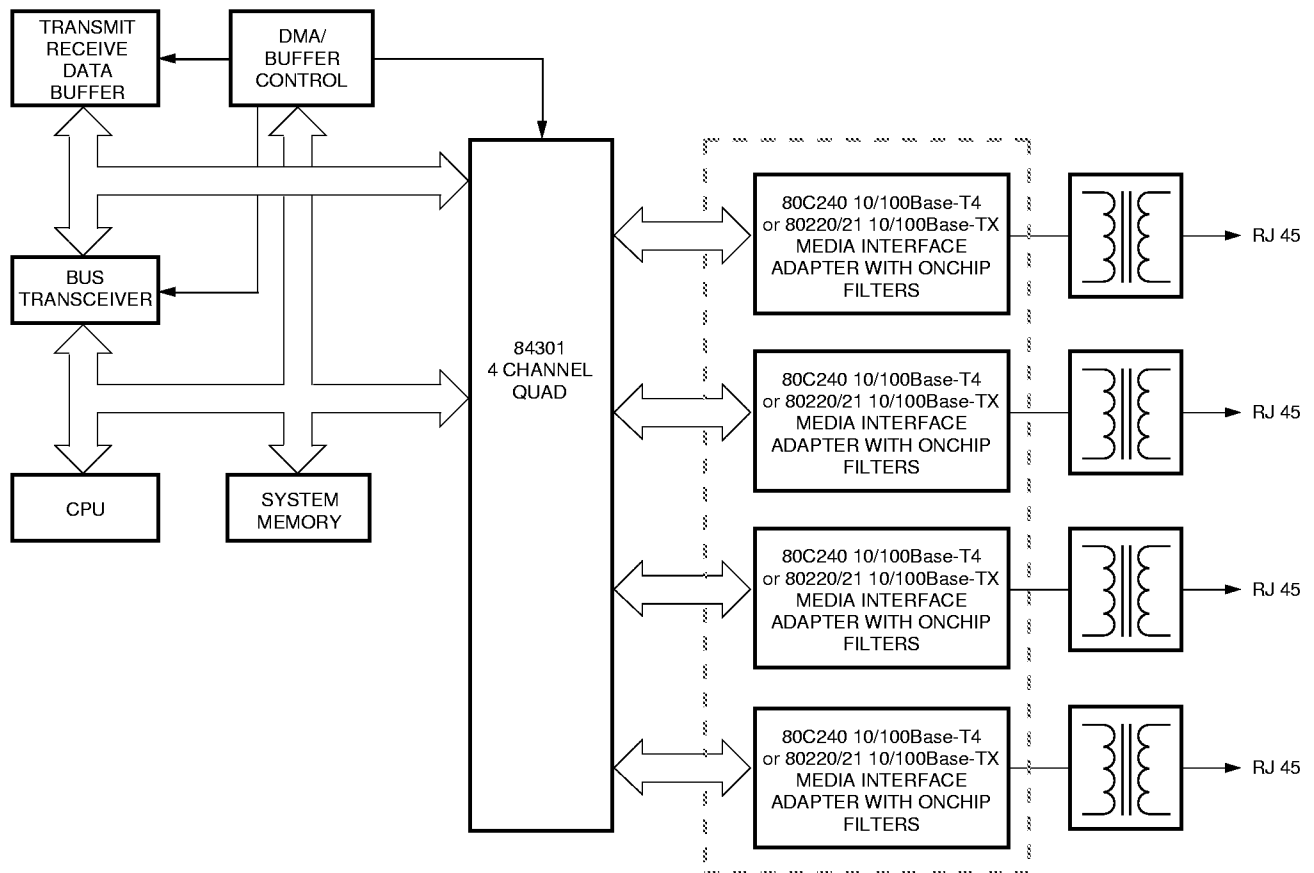 TRANSMIT
RECEIVE
DATA
BUFFER
DMA/
BUFFER
CONTROL
BUS
TRANSCEIVER
CPU
SYSTEM
MEMORY
84301
4 CHANNEL
QUAD
80C240 10/100Base-T4
or 80220/21 10/100Base-TX
MEDIA INTERFACE
ADAPTER WITH ONCHIP
FILTERS
RJ 45
80C240 10/100Base-T4
or 80220/21 10/100Base-TX
MEDIA INTERFACE
ADAPTER WITH ONCHIP
FILTERS
RJ 45
80C240 10/100Base-T4
or 80220/21 10/100Base-TX
MEDIA INTERFACE
ADAPTER WITH ONCHIP
FILTERS
RJ 45
80C240 10/100Base-T4
or 80220/21 10/100Base-TX
MEDIA INTERFACE
ADAPTER WITH ONCHIP
FILTERS
RJ 45